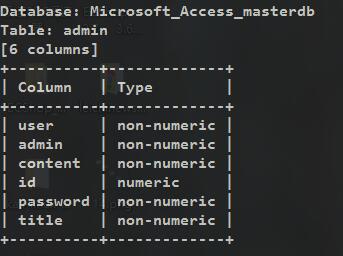 Database: Microsoft_Access_masterdb
Table: admin
[6 columns]
+----------+-------------+
| Column | Type |
+----------+-------------+
| user | non-numeric |
| admin | non-numeric |
| content | non-numeric |
| id | numeric |
| password | non-numeric |
| title | non-numeric |
+----------+-------------+